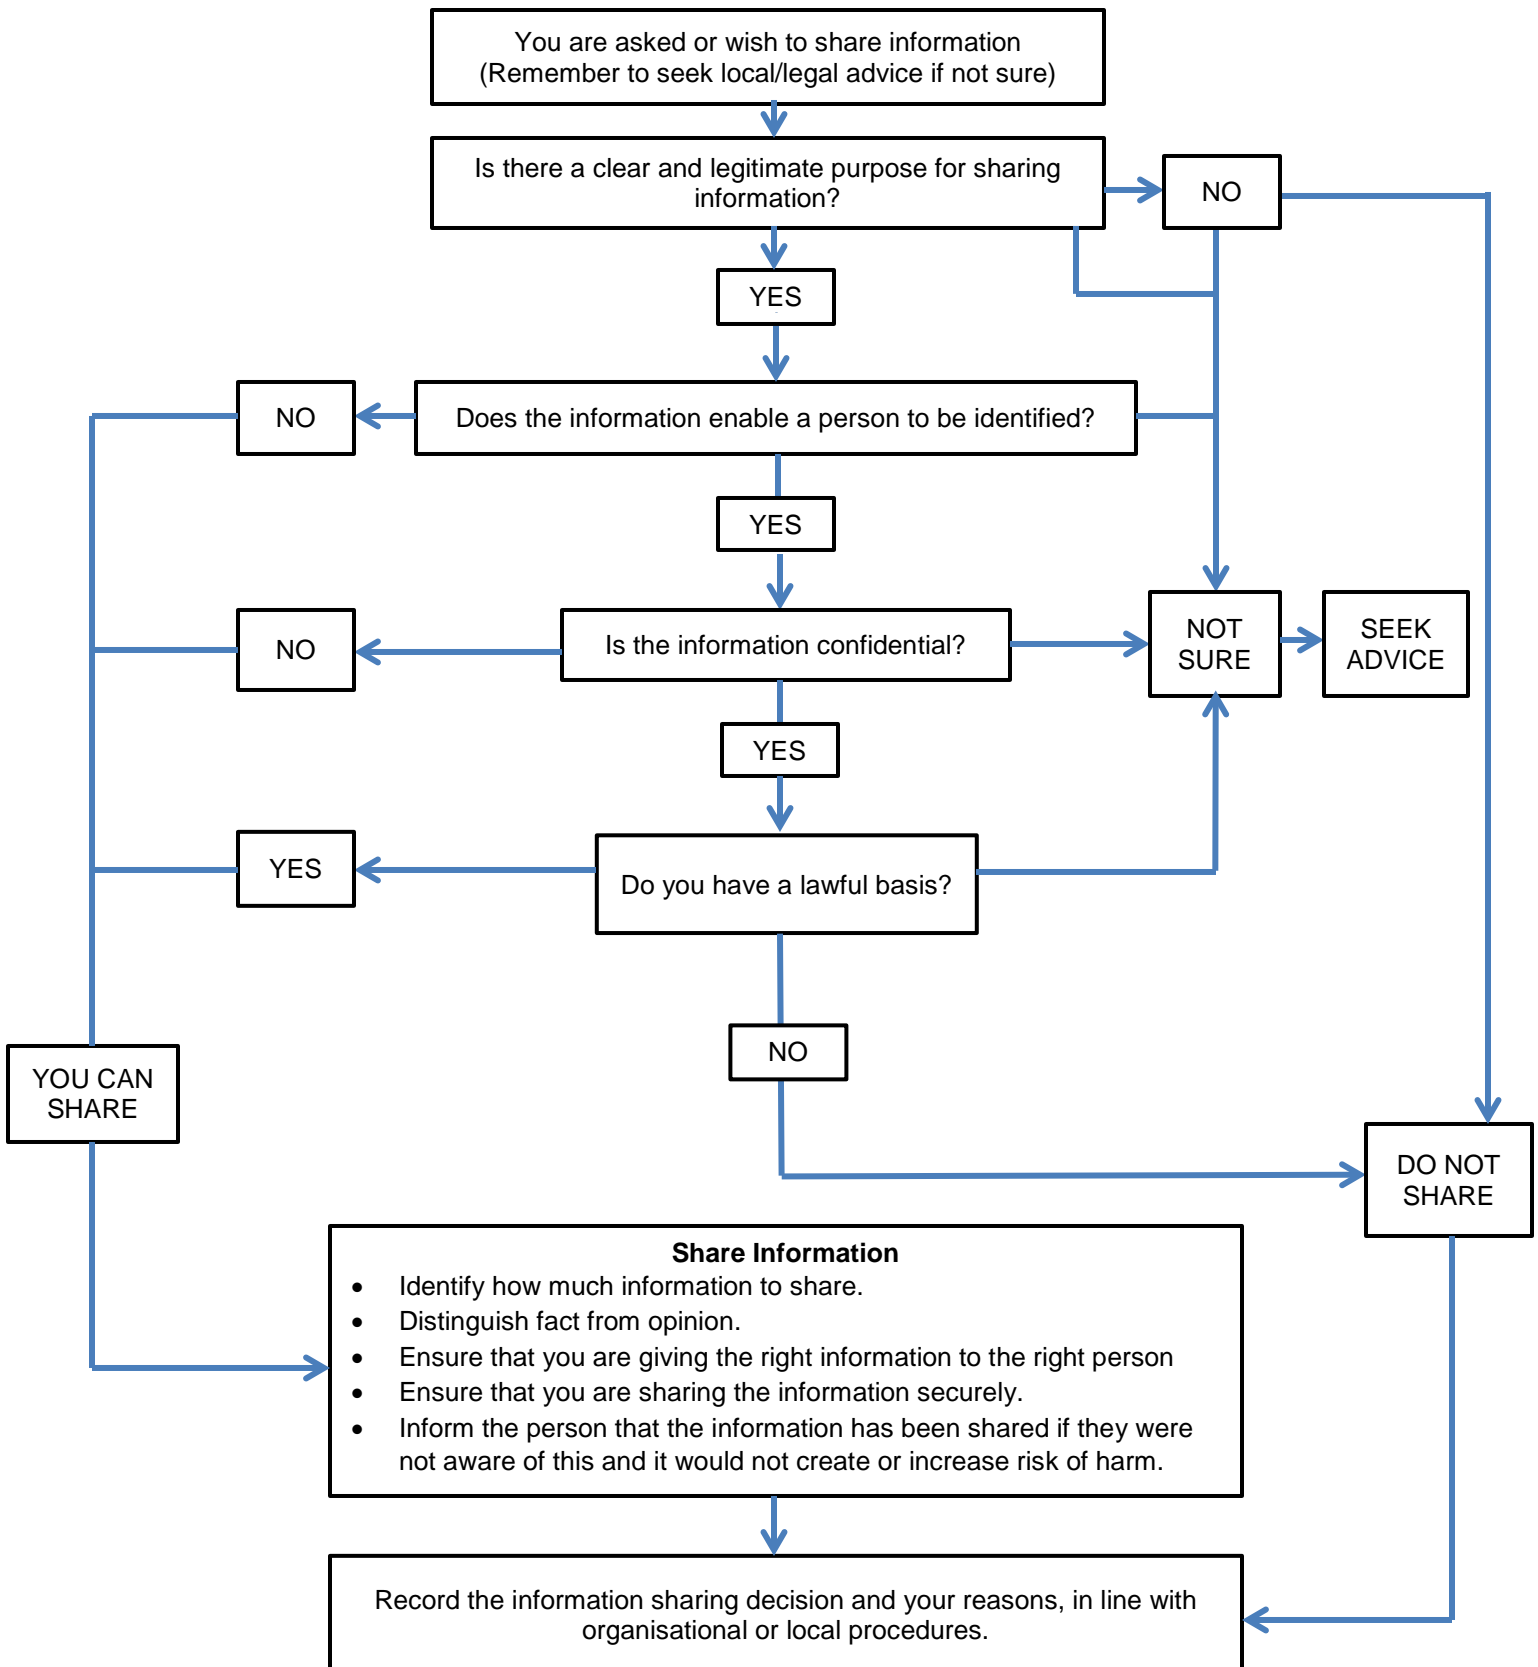 You are asked or wish to share information
(Remember to seek local/legal advice if not sure)
Is there a clear and legitimate purpose for sharing
information?
NO
YES
NO
Does the information enable a person to be identified?
YES
NO
Is the information confidential?
NOT
SURE
SEEK
ADVICE
YES
YES
Do you have a lawful basis?
NO
YOU CAN
SHARE
DO NOT
SHARE
Share Information
• Identify how much information to share.
• Distinguish fact from opinion.
• Ensure that you are giving the right information to the right person
• Ensure that you are sharing the information securely.
• Inform the person that the information has been shared if they were
not aware of this and it would not create or increase risk of harm.
Record the information sharing decision and your reasons, in line with
organisational or local procedures.